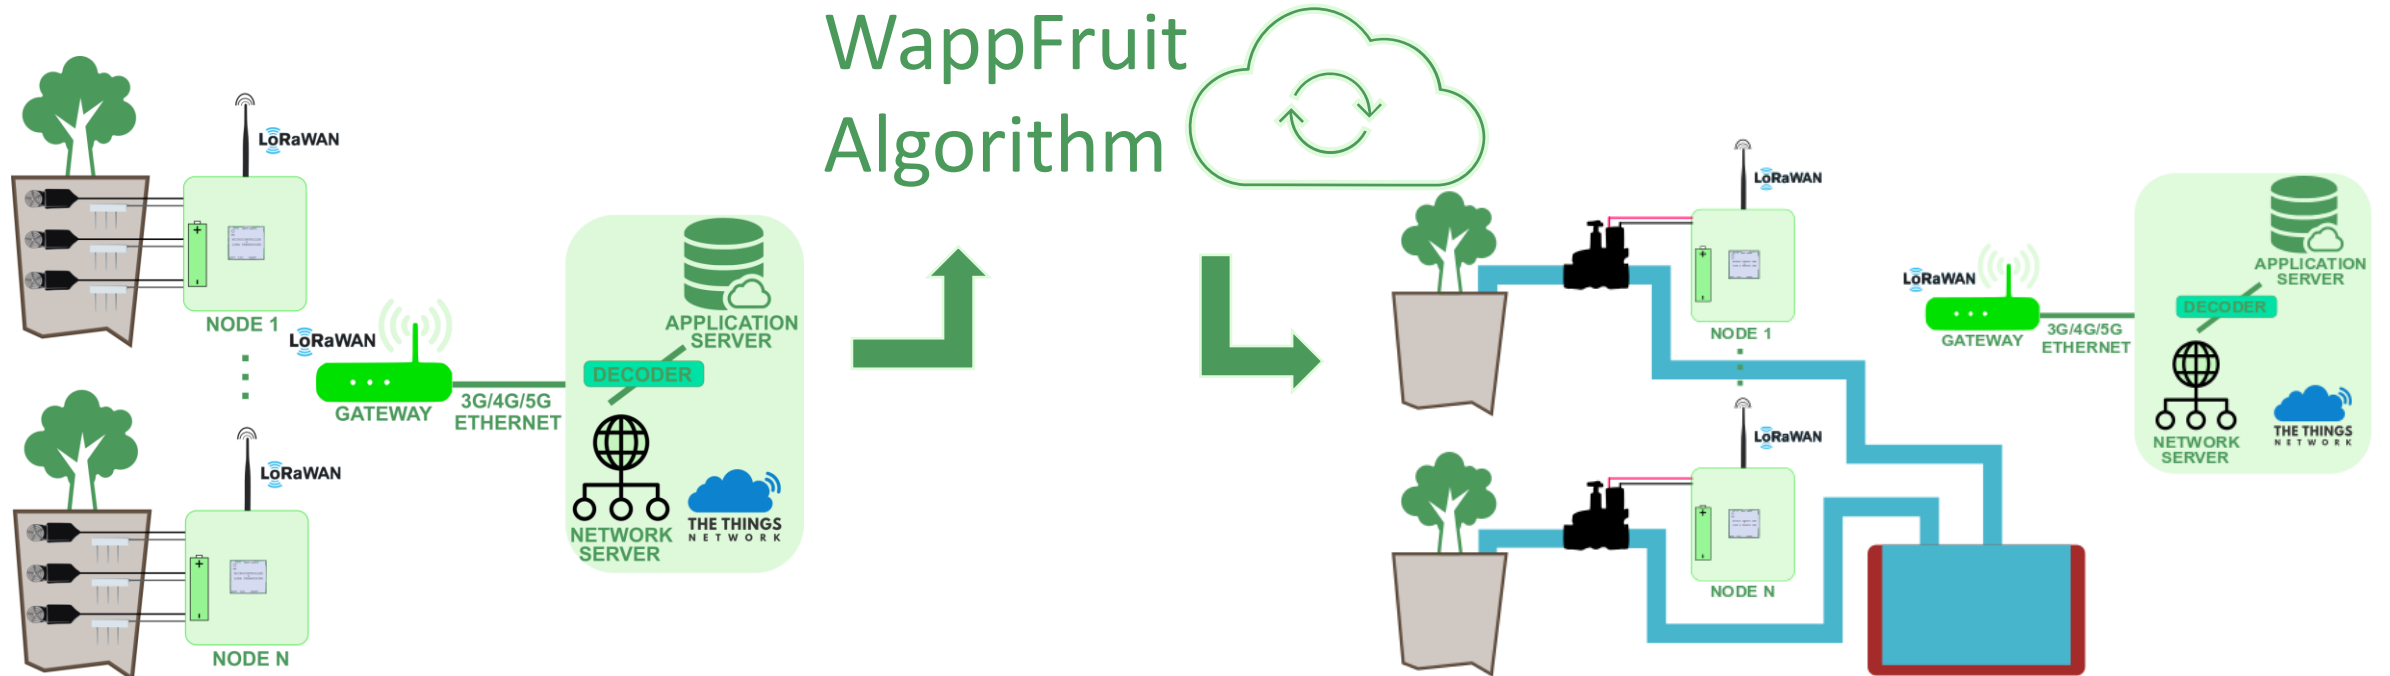 WappFruit
Algorithm
LoRaWAN
NODE 1
LoRaWAN
GATEWAY
3G/4G/5G
ETHERNET
APPLICATION
SERVER
DECODER
NETWORK
SERVER
THE THINGS
NETWORK
LoRaWAN
NODE N
LoRaWAN
NODE 1
LoRaWAN
NODE N
LoRaWAN
GATEWAY
3G/4G/5G
ETHERNET
APPLICATION
SERVER
DECODER
NETWORK
SERVER
THE THINGS
NETWORK